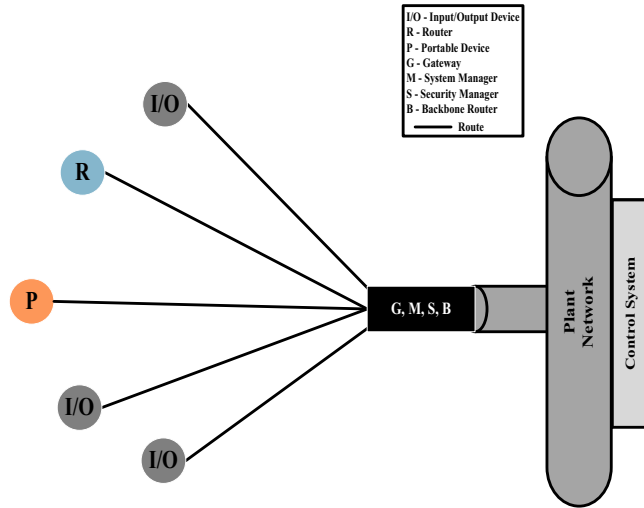 I/O - Input/Output Device
R - Router
P - Portable Device
G - Gateway
M - System Manager
S - Security Manager
B - Backbone Router
Route
I/O
R
P
I/O
I/O
G, M, S, B
Plant
Network
Control System